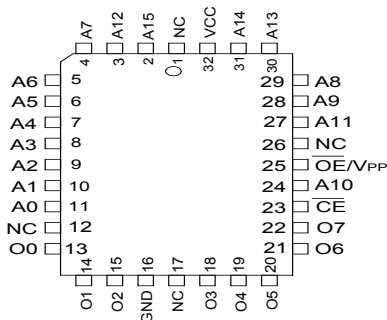 A7 A12 A15 NC VCC A14 A13
4 3 2 1 32 31 30
A6 5 29 A8
A5 6 28 A9
A4 7 27 A11
A3 8 26 NC
A2 9 25 OE/VPP
A1 10 24 A10
A0 11 23 CE
NC 12 22 O7
O0 13 21 O6
14 15 16 17 18 19 20
O1 O2 GND NC O3 O4 O5